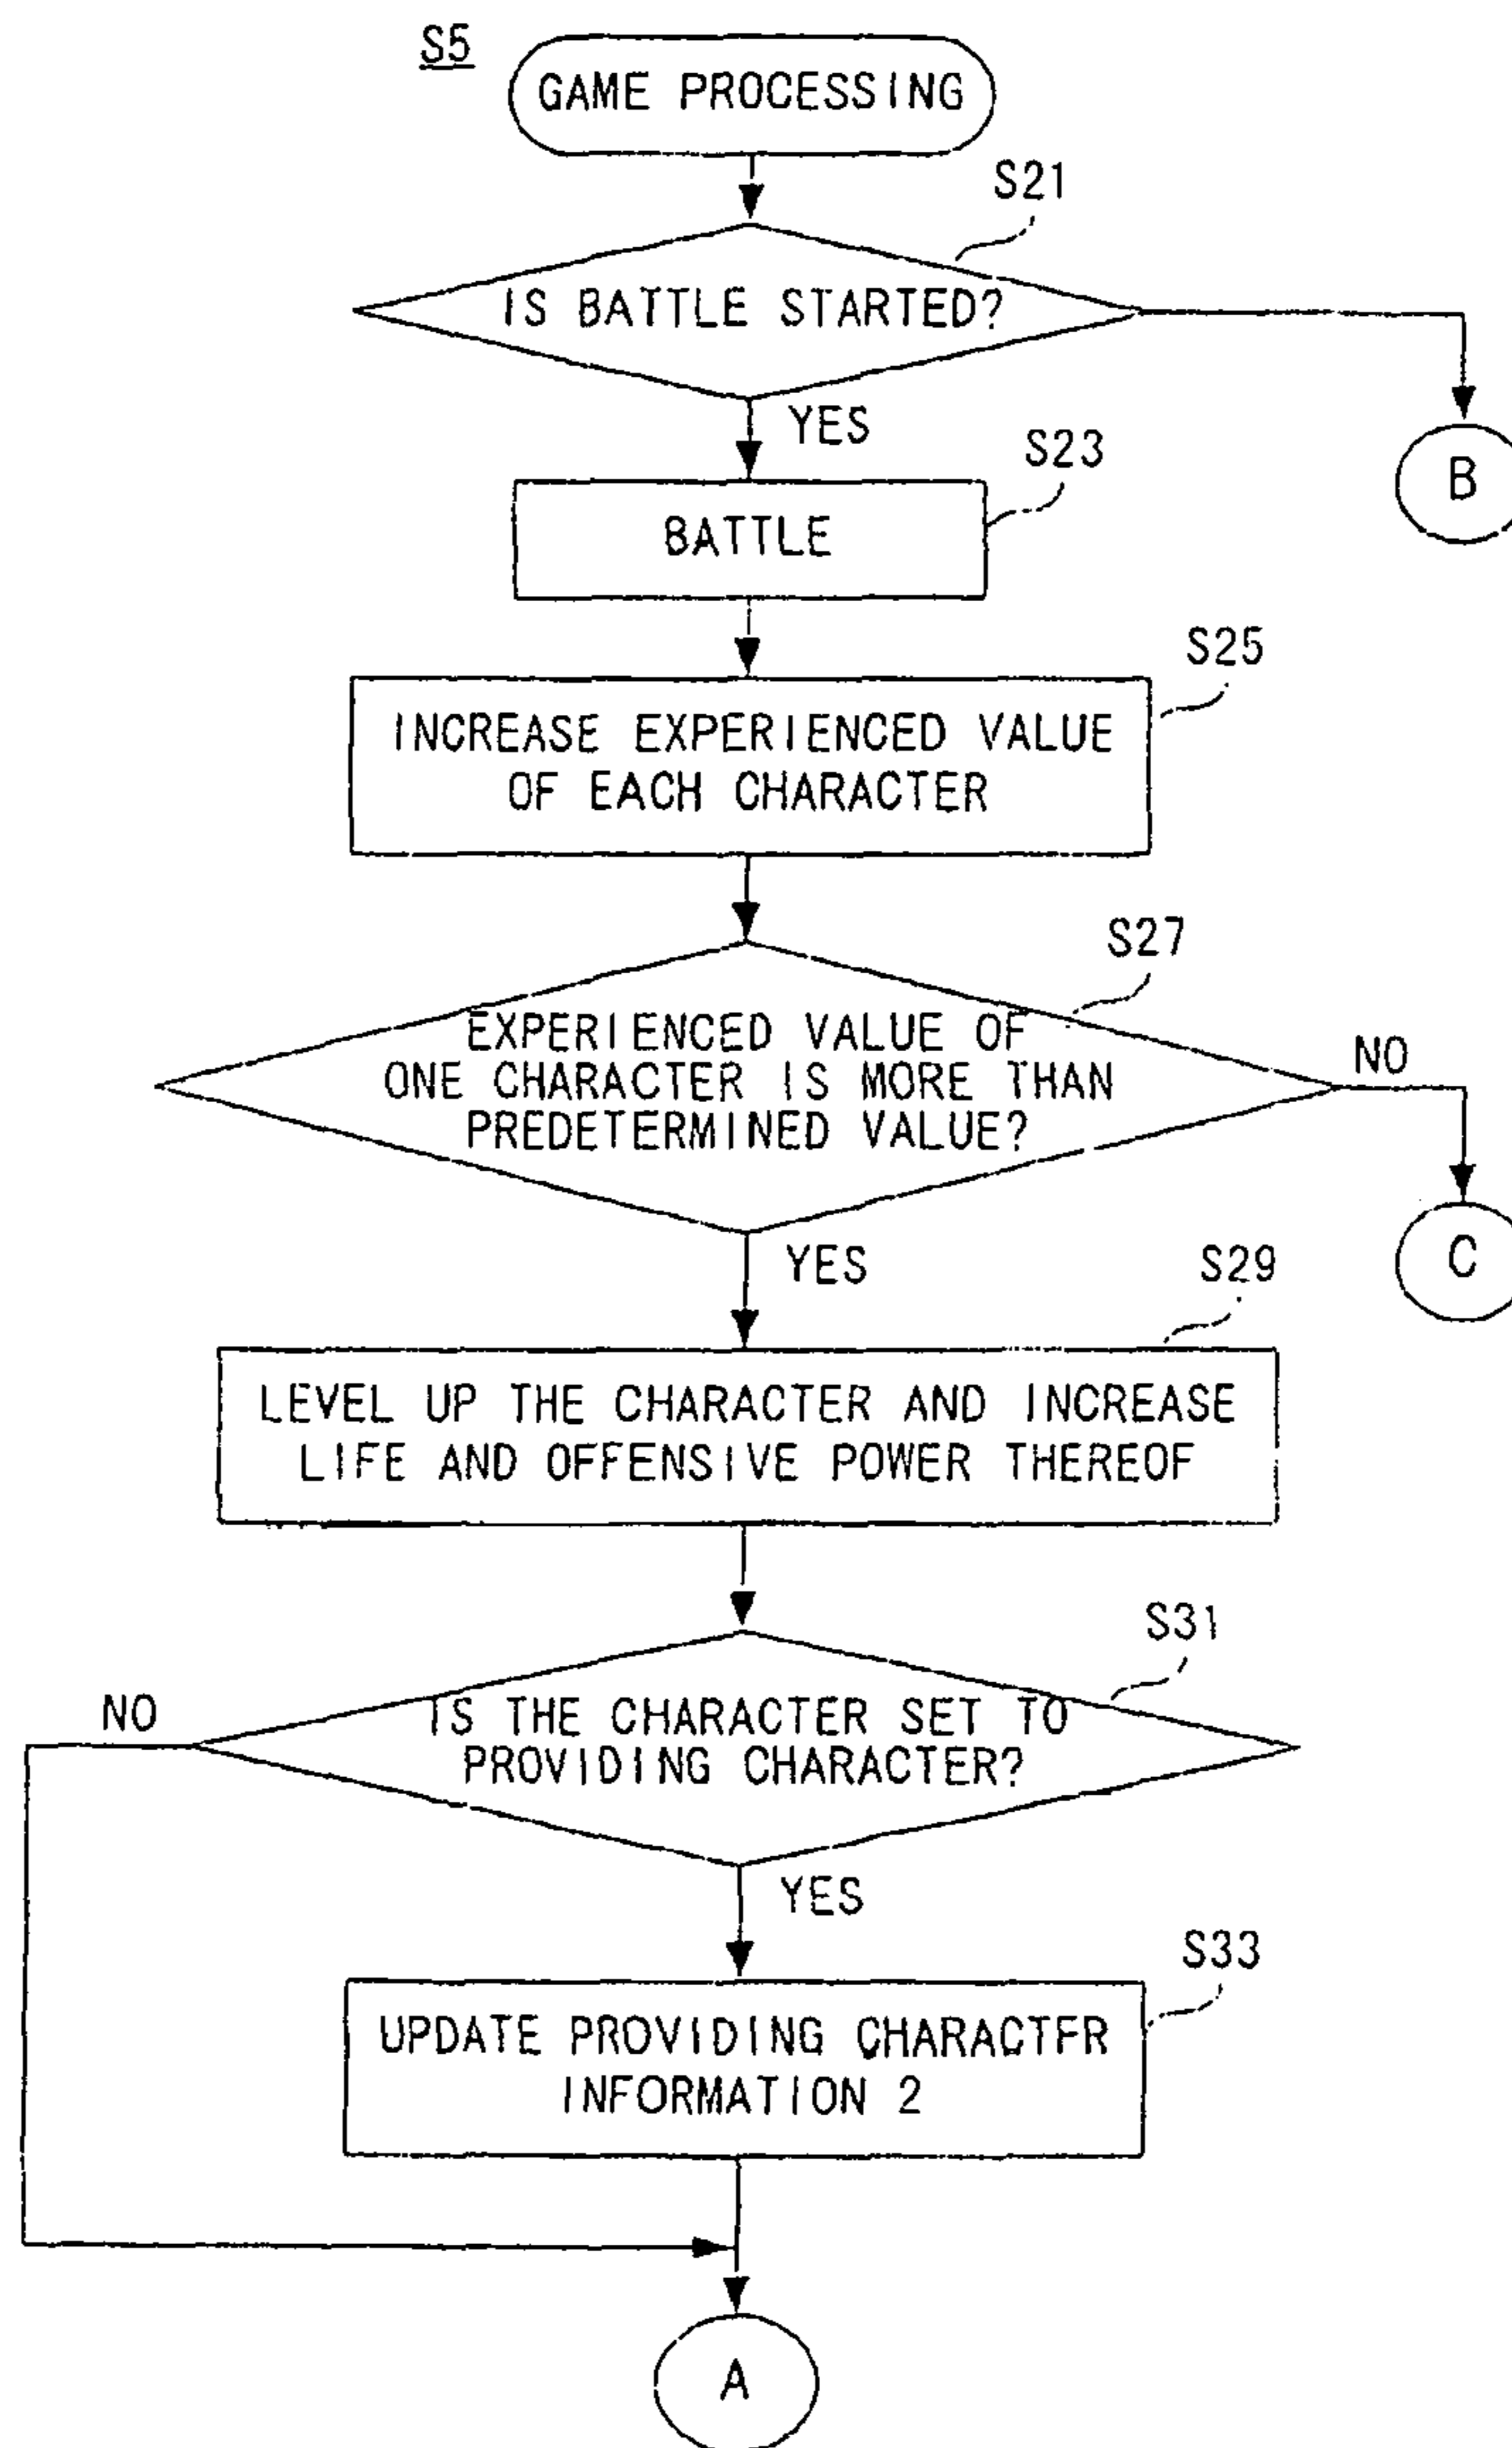 S5
GAME PROCESSING
S21
IS BATTLE STARTED?
YES
B
S23
BATTLE
S25
INCREASE EXPERIENCED VALUE
OF EACH CHARACTER
S27
EXPERIENCED VALUE OF
ONE CHARACTER IS MORE THAN
PREDETERMINED VALUE?
NO
C
YES
S29
LEVEL UP THE CHARACTER AND INCREASE
LIFE AND OFFENSIVE POWER THEREOF
S31
NO
IS THE CHARACTER SET TO
PROVIDING CHARACTER?
YES
S33
UPDATE PROVIDING CHARACTER
INFORMATION 2
A